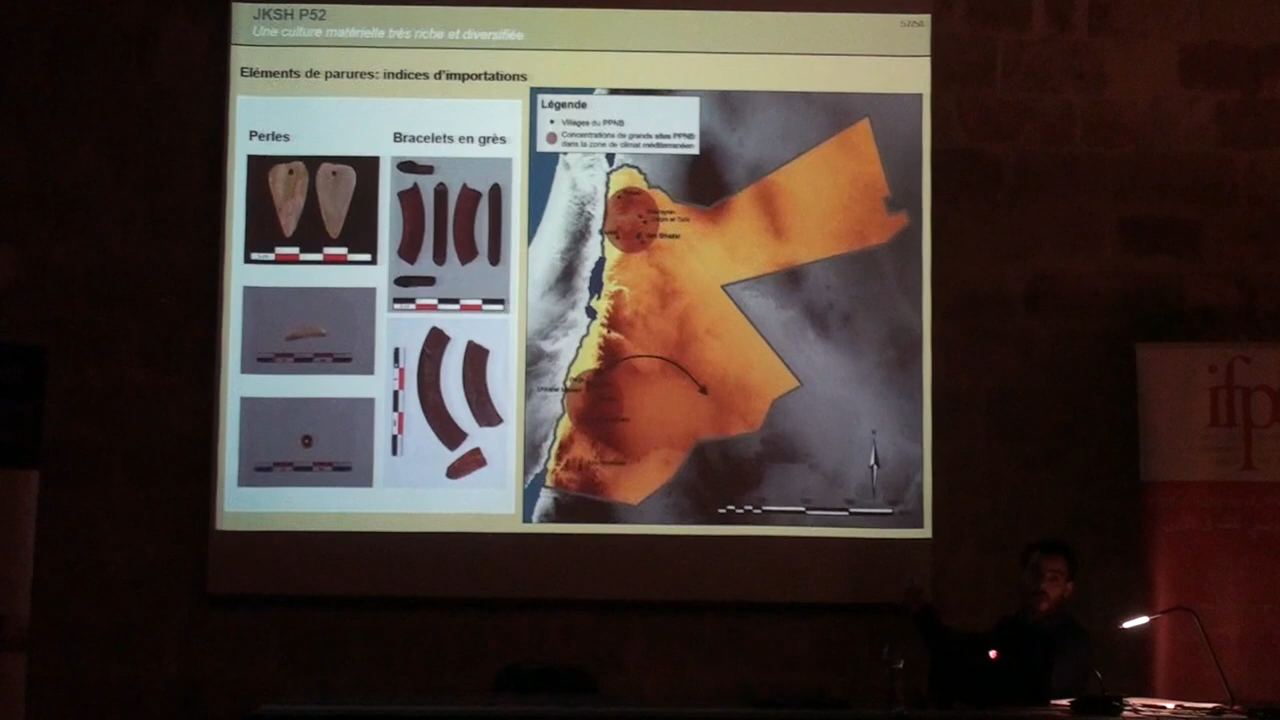 JKSH P52
Une culture matérielle très riche et diversifiée
Eléments de parures: indices d'importations
Perles
Bracelets en grès
Légende
Villages du PPNB
Concentrations de grands sites PPNB
dans la zone de climat méditerranéen
Ghazal
ifp